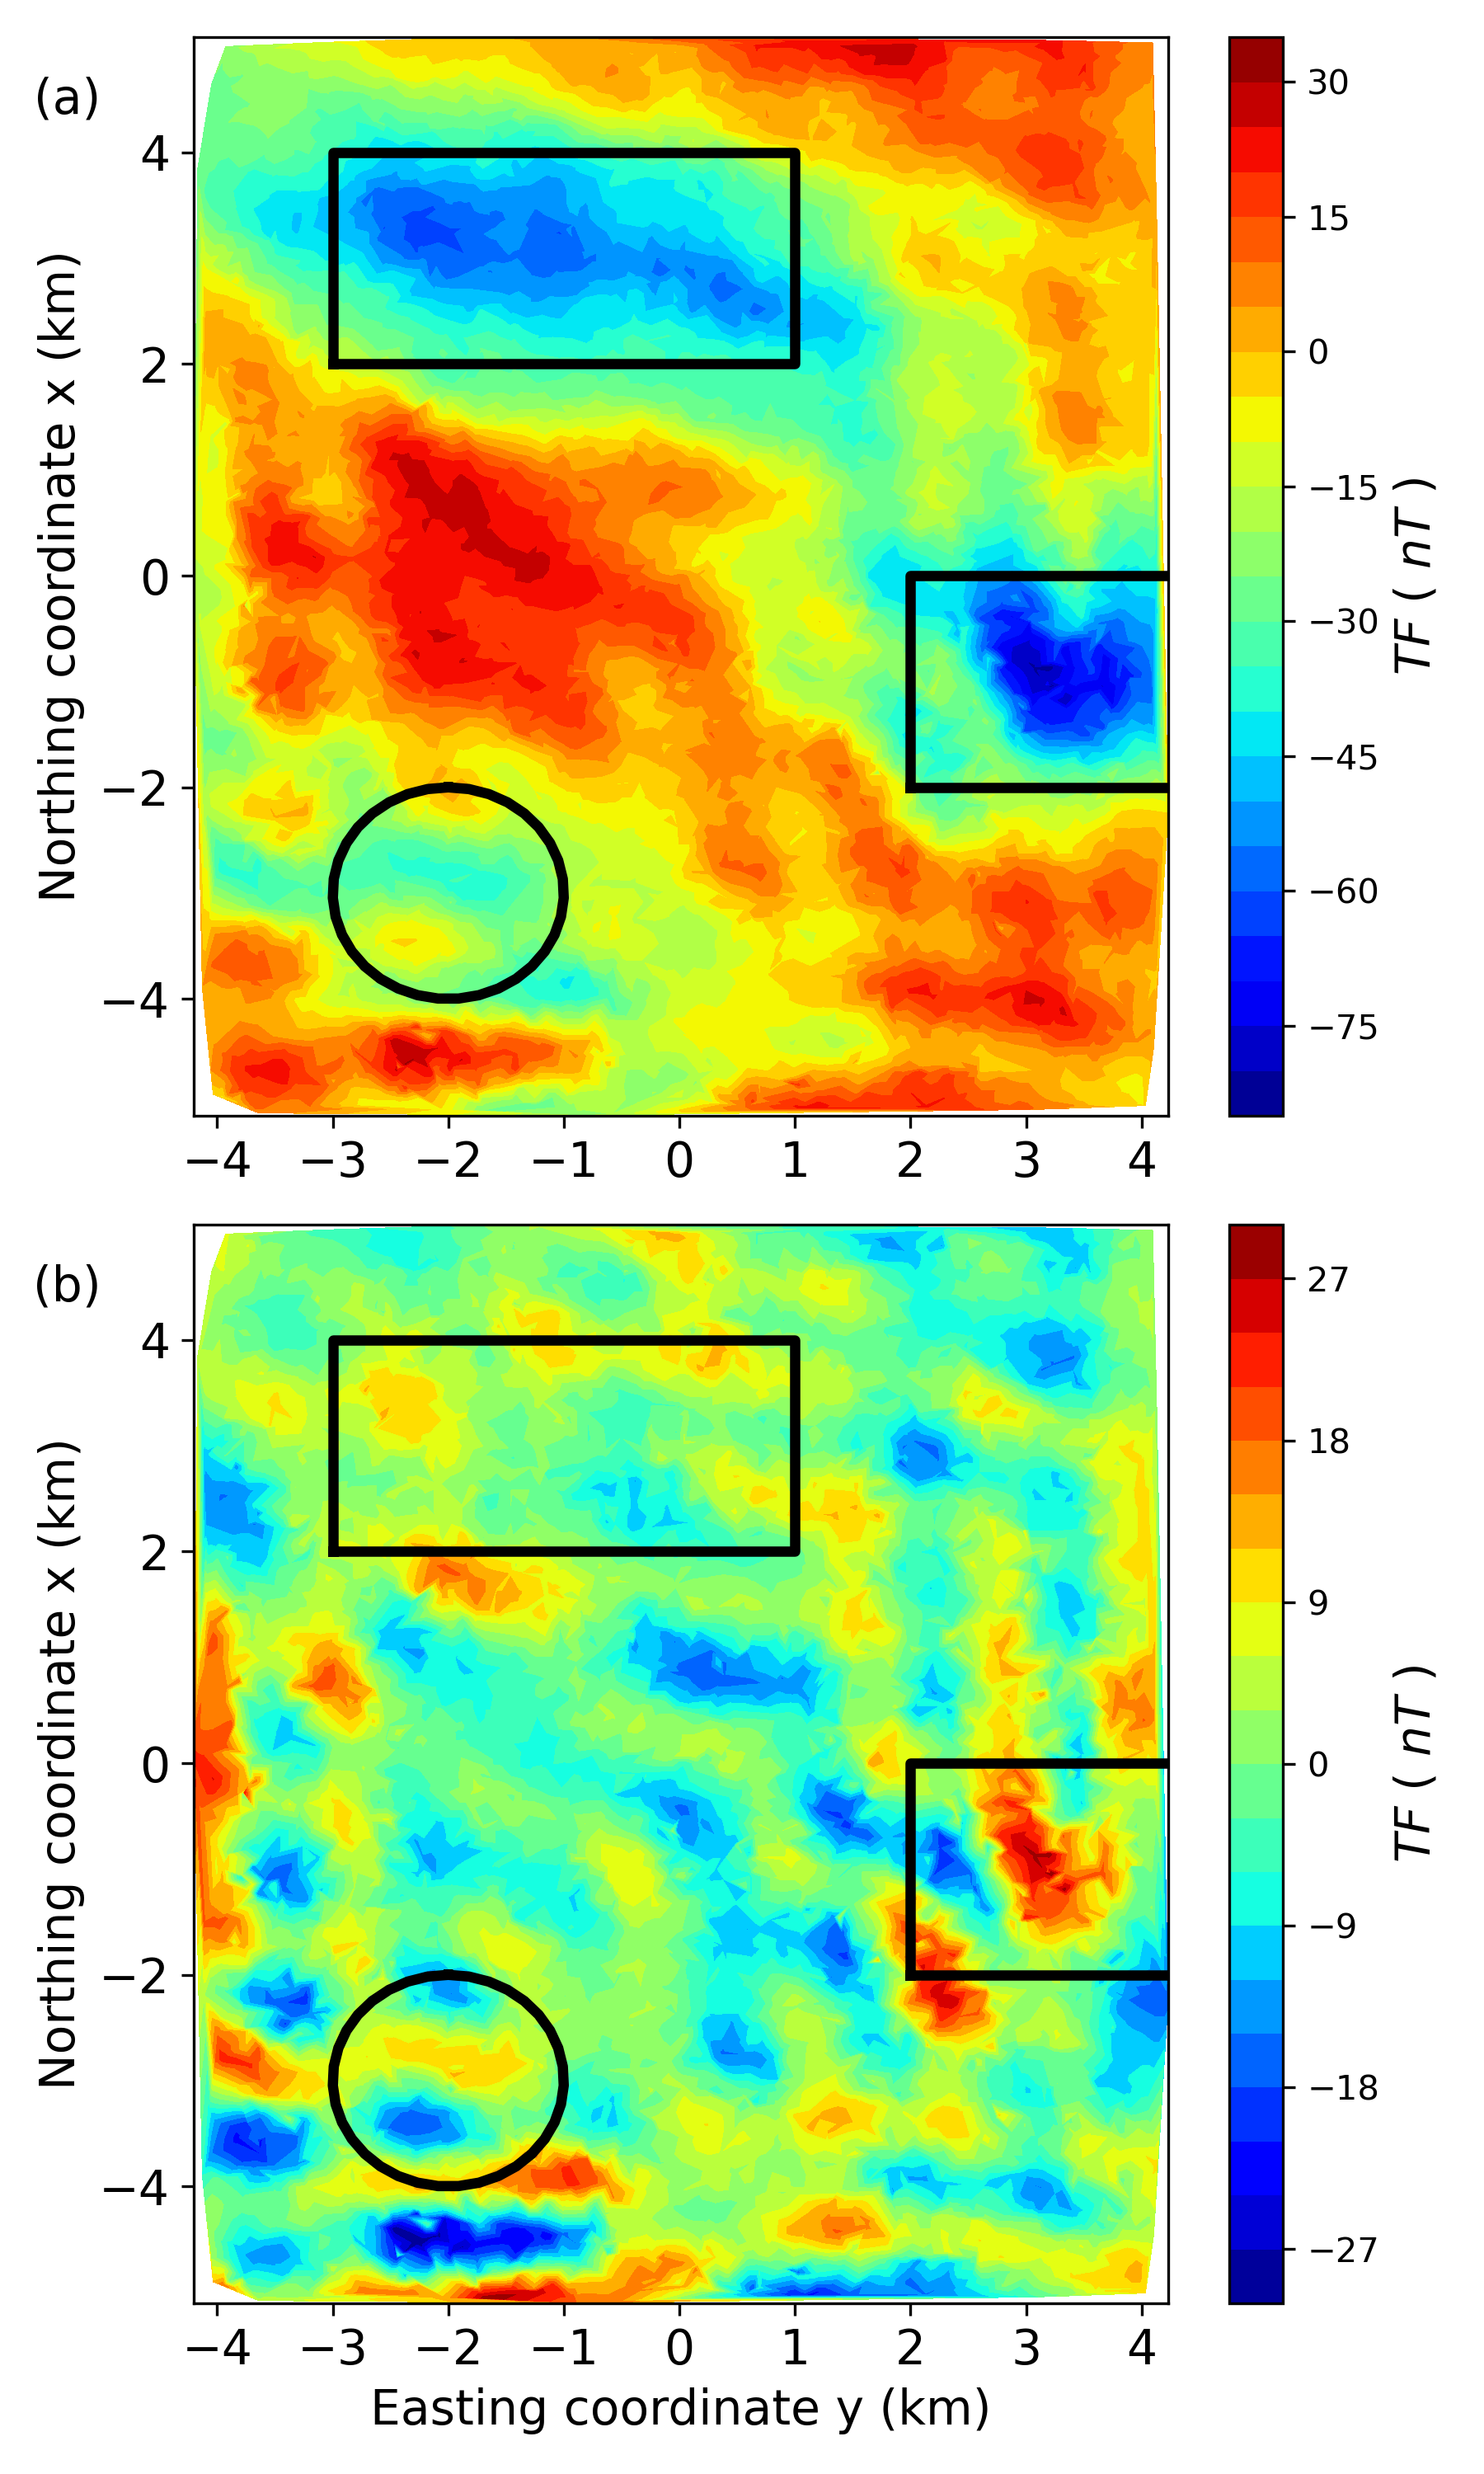 (a)
Northing coordinate x (km)
4
2
0
−2
−4
−4 −3 −2 −1 0 1 2 3 4
30
15
0
−15
−30
−45
−60
−75
TF ( nT )
(b)
Northing coordinate x (km)
4
2
0
−2
−4
−4 −3 −2 −1 0 1 2 3 4
Easting coordinate y (km)
27
18
9
0
−9
−18
−27
TF ( nT )